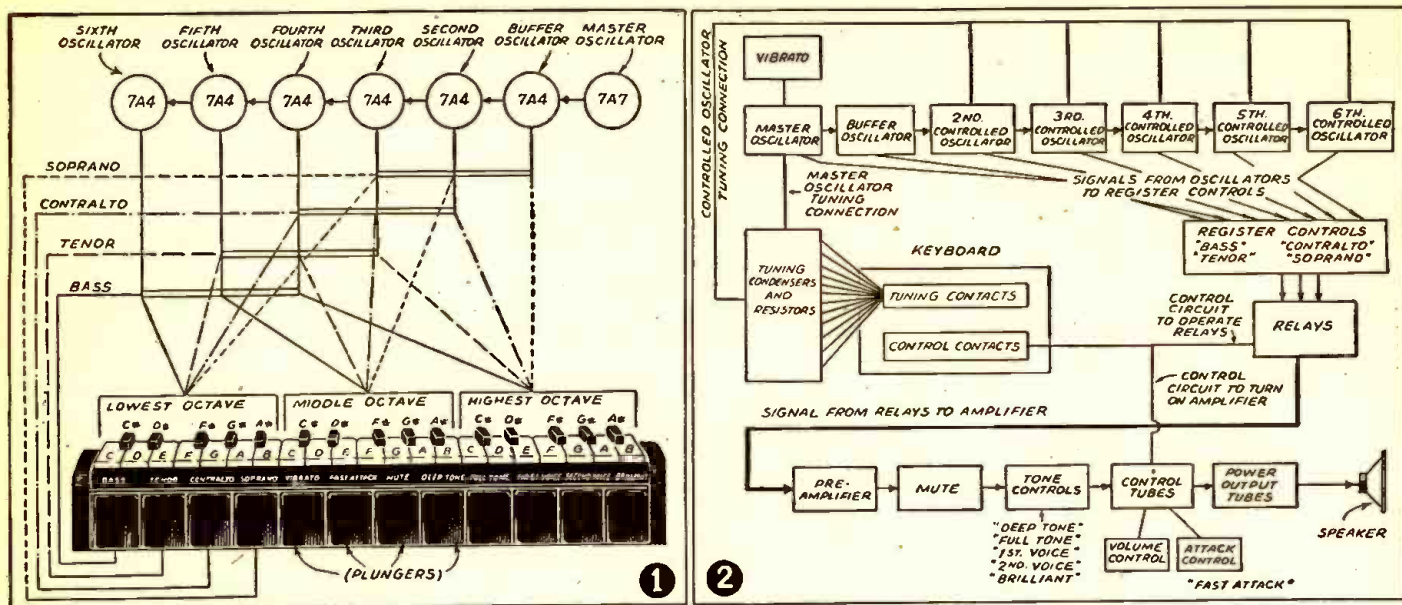 SIXTH OSCILLATOR
FIFTH OSCILLATOR
FOURTH OSCILLATOR
THIRD OSCILLATOR
SECOND OSCILLATOR
BUFFER OSCILLATOR
MASTER OSCILLATOR
7A4 7A4 7A4 7A4 7A4 7A4 7A7
SOPRANO
CONTRALTO
TENOR
BASS
LOWEST OCTAVE
MIDDLE OCTAVE
HIGHEST OCTAVE
C# D# F# G# A# C# D# F# G# A# C# D# F# G# A#
C D E F G A B C D E F G A B C D E F G A B
BASS TENOR CONTRALTO SOPRANO VIBRATO FAST ATTACK MUTE DEEP TONE FULL TONE FIRST VOICE SECOND VOICE BRILLIANT
(PLUNGERS)
1
2
CONTROLLED OSCILLATOR
TUNING CONNECTION
VIBRATO
MASTER
OSCILLATOR
BUFFER
OSCILLATOR
2ND.
CONTROLLED
OSCILLATOR
3RD.
CONTROLLED
OSCILLATOR
4TH.
CONTROLLED
OSCILLATOR
5TH.
CONTROLLED
OSCILLATOR
6TH.
CONTROLLED
OSCILLATOR
MASTER
OSCILLATOR
TUNING
CONNECTION
SIGNALS FROM OSCILLATORS
TO REGISTER CONTROLS
REGISTER CONTROLS
"BASS" "CONTRALTO"
"TENOR" "SOPRANO"
TUNING
CONDENSERS
AND
RESISTORS
KEYBOARD
TUNING CONTACTS
CONTROL CONTACTS
CONTROL
CIRCUIT
TO OPERATE
RELAYS
RELAYS
CONTROL
CIRCUIT TO TURN
ON AMPLIFIER
SIGNAL FROM RELAYS TO AMPLIFIER
PRE-
AMPLIFIER
MUTE
TONE
CONTROLS
CONTROL
TUBES
POWER
OUTPUT
TUBES
SPEAKER
"DEEP TONE"
"FULL TONE"
"1ST. VOICE"
"2ND. VOICE"
"BRILLIANT"
VOLUME
CONTROL
ATTACK
CONTROL
"FAST ATTACK"